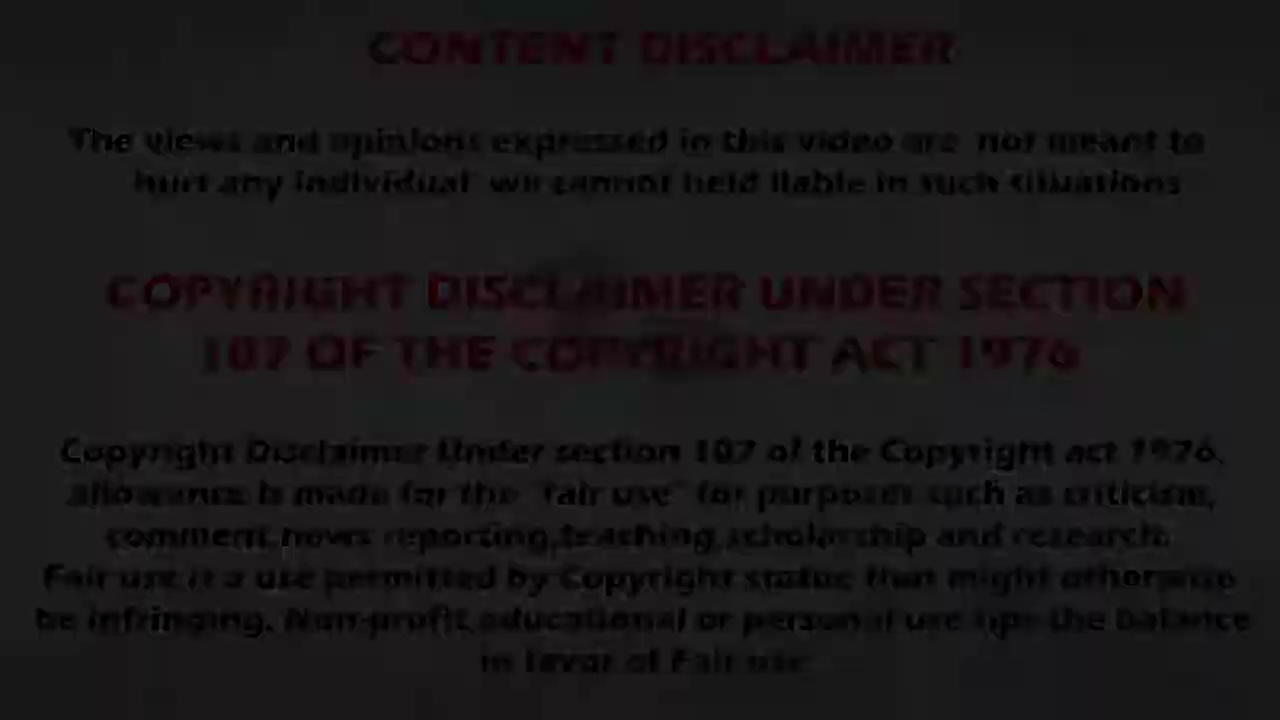 CONTENT DISCLAIMER
The views and opinions expressed in this video are not meant to
hurt any individual we cannot held liable in such situations
COPYRIGHT DISCLAIMER UNDER SECTION
107 OF THE COPYRIGHT ACT 1976
Copyright Disclaimer Under section 107 of the Copyright act 1976,
allowance is made for the "fair use" for purposes such as criticism,
comment,news reporting,teaching,scholarship and research.
Fair use is a use permitted by Copyright that might otherwise
be infringing. Non-profit,educational or personal use tips the balance
in favor of Fair use